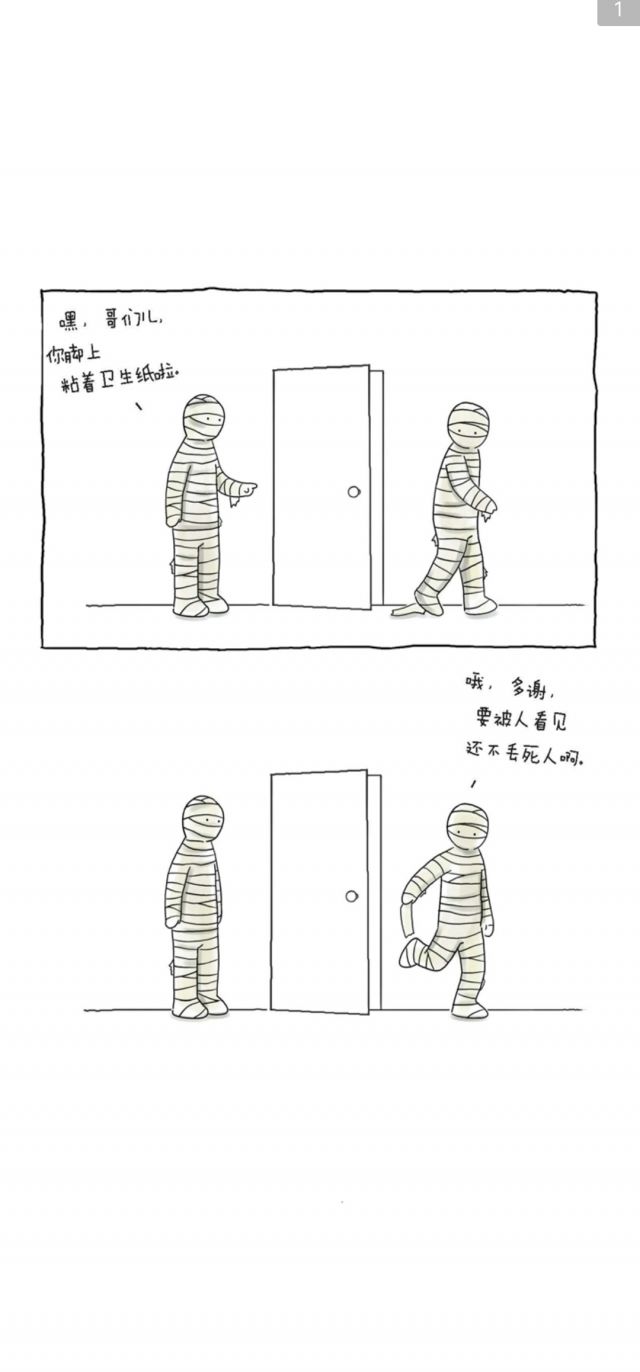 1
嘿，哥们儿，
你脚上
粘着卫生纸啦。
哦，多谢，
要被人看见
还不丢死人啊。